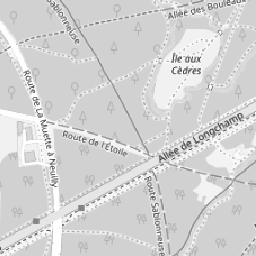 Sablonneuse
Allée des Bouleaux
Île aux
Cèdres
Route de La Muette à Neuilly
Route de l'Étoile
Allée de Longchamp
Route Sablonneuse